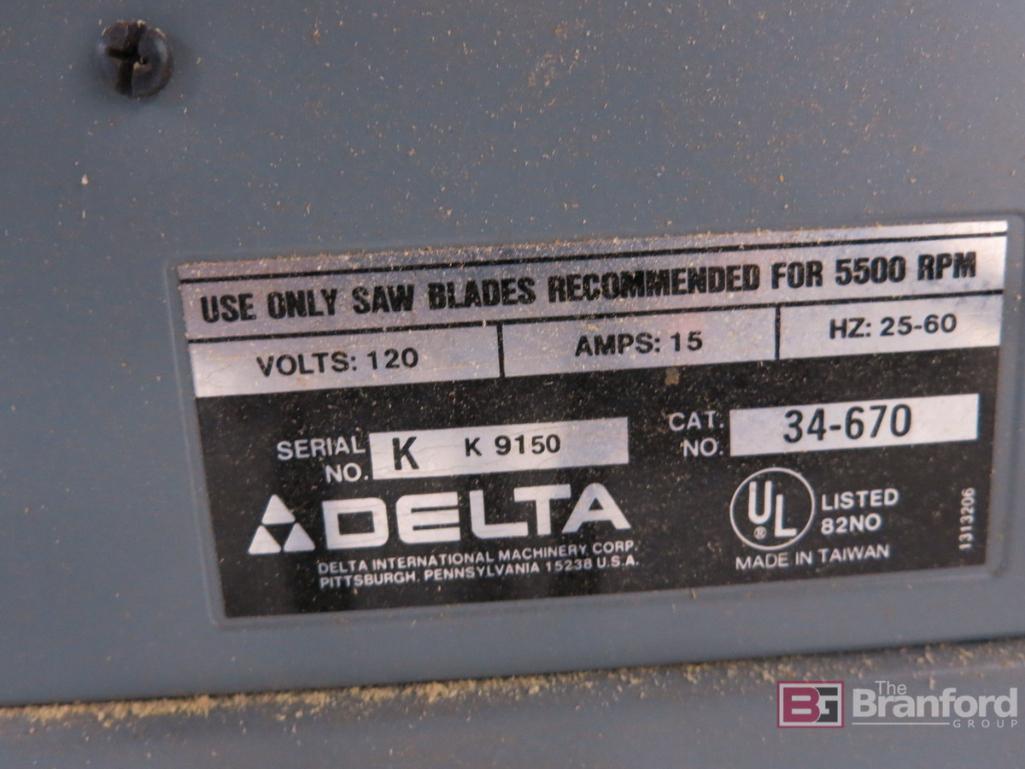 USE ONLY SAW BLADES RECOMMENDED FOR 5500 RPM
VOLTS: 120 AMPS: 15 HZ: 25-60
SERIAL NO. K K 9150
CAT. NO. 34-670
DELTA
DELTA INTERNATIONAL MACHINERY CORP.
PITTSBURGH, PENNSYLVANIA 15238 U.S.A.
UL ®
LISTED
82NO
MADE IN TAIWAN
1313206
BG The
Branford
GROUP